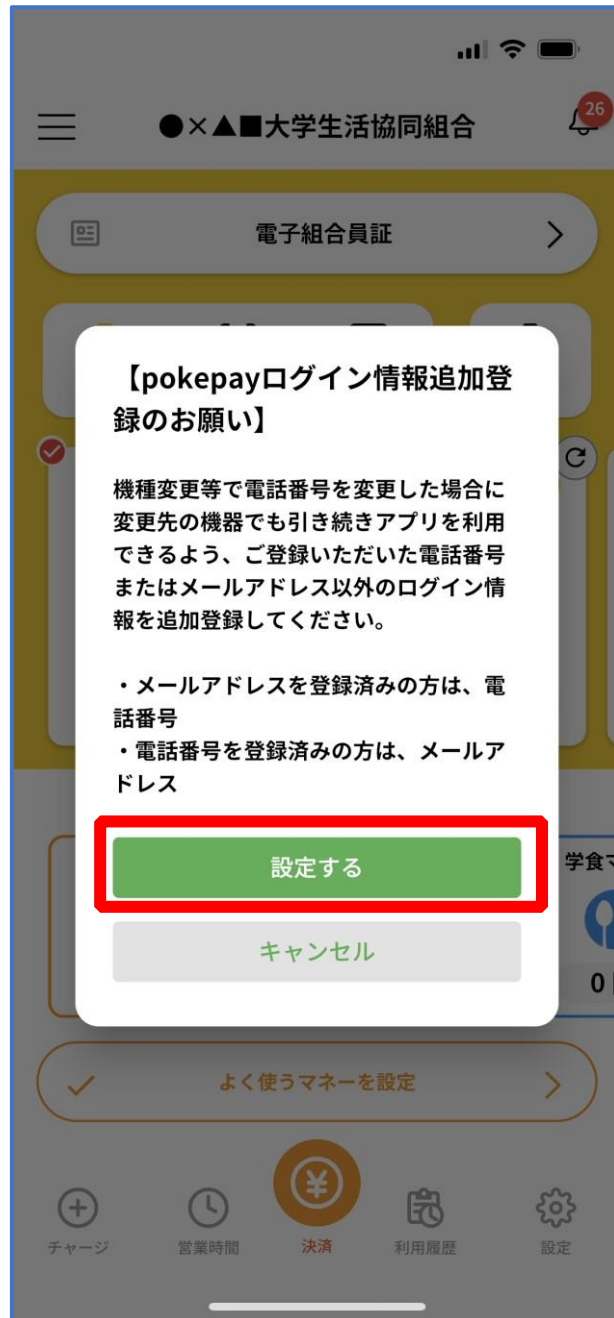 26
●×▲■大学生活協同組合
電子組合員証
【pokepayログイン情報追加登
録のお願い】
機種変更等で電話番号を変更した場合に
変更先の機器でも引き続きアプリを利用
できるよう、ご登録いただいた電話番号
またはメールアドレス以外のログイン情
報を追加登録してください。
・メールアドレスを登録済みの方は、電
話番号
・電話番号を登録済みの方は、メールア
ドレス
設定する
学食マ
キャンセル
0
よく使うマネーを設定
チャージ
営業時間
決済
利用履歴
設定